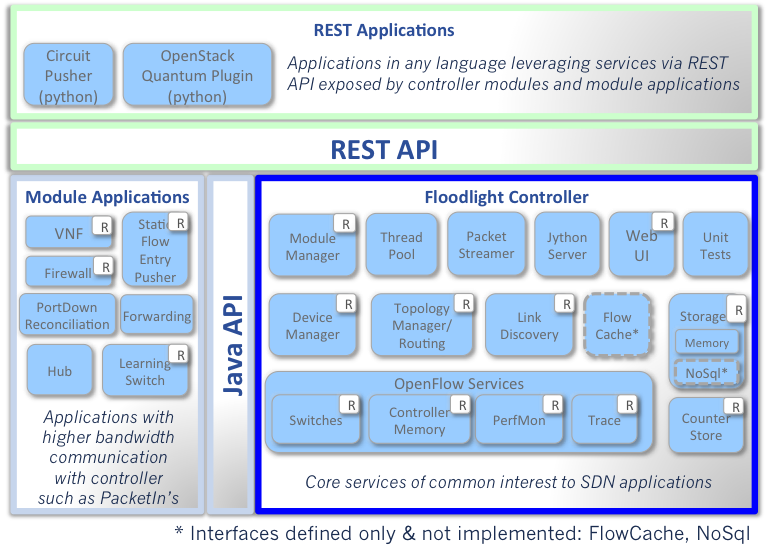 REST Applications
Circuit
Pusher
(python)
OpenStack
Quantum Plugin
(python)
Applications in any language leveraging services via REST
API exposed by controller modules and module applications
REST API
Module Applications
VNF
R
Static
Flow
Entry
Pusher
R
Firewall
R
PortDown
Reconciliation
Forwarding
Hub
Learning
Switch
R
Applications with
higher bandwidth
communication
with controller
such as PacketIn's
Java API
Floodlight Controller
Module
Manager
R
Thread
Pool
Packet
Streamer
Jython
Server
Web
UI
R
Unit
Tests
Device
Manager
R
Topology
Manager/
Routing
R
Link
Discovery
R
Flow
Cache*
Storage
R
Memory
NoSql*
OpenFlow Services
Switches
R
Controller
Memory
R
PerfMon
R
Trace
R
Counter
Store
R
Core services of common interest to SDN applications
* Interfaces defined only & not implemented: FlowCache, NoSql